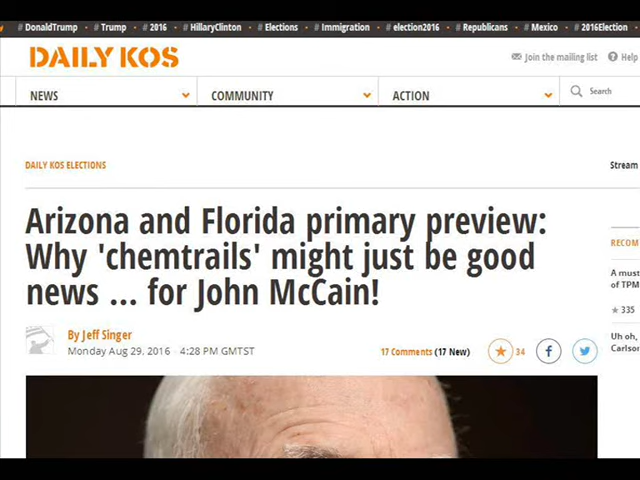 # DonaldTrump # Trump # 2016 # HillaryClinton # Elections # Immigration # election2016 # Republicans # Mexico # 2016Election
DAILY KOS
Join the mailing list Help
NEWS COMMUNITY ACTION Search
DAILY KOS ELECTIONS Stream
Arizona and Florida primary preview:
Why 'chemtrails' might just be good
news ... for John McCain!
RECOM
A must
of TPM
335
Uh oh,
Carlson
By Jeff Singer
Monday Aug 29, 2016 4:28 PM GMTST
17 Comments (17 New) 34